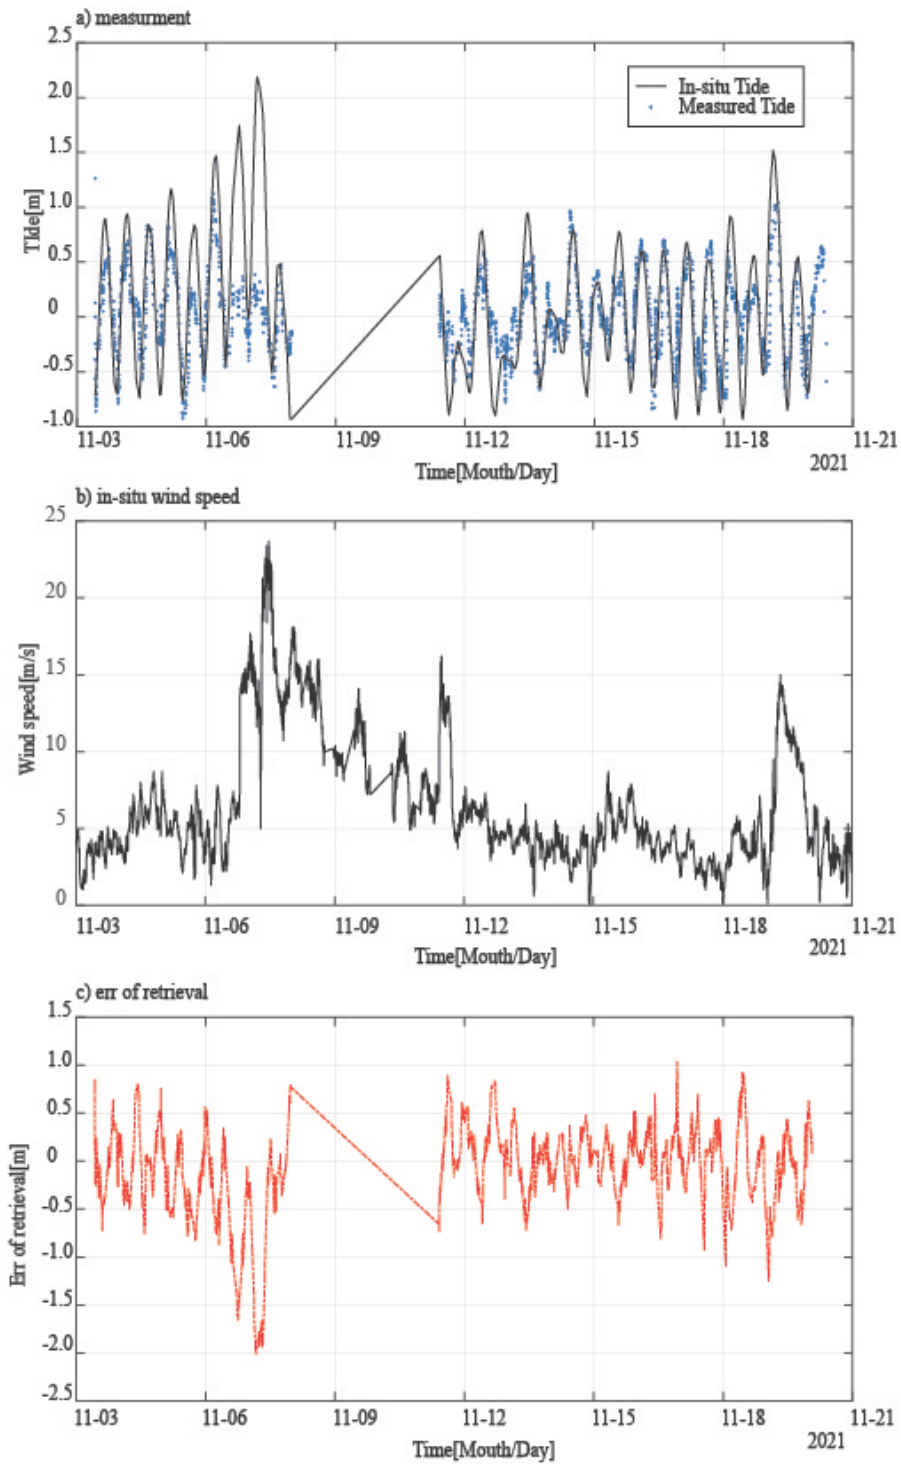 a) measurment
2.5
2.0
1.5
1.0
0.5
0
-0.5
-1.0
TIde[m]
In-situ Tide
Measured Tide
11-03 11-06 11-09 11-12 11-15 11-18 11-21
2021
Time[Mouth/Day]
b) in-situ wind speed
25
20
15
10
5
0
Wind speed[m/s]
11-03 11-06 11-09 11-12 11-15 11-18 11-21
2021
Time[Mouth/Day]
c) err of retrieval
1.5
1.0
0.5
0
-0.5
-1.0
-1.5
-2.0
-2.5
Err of retrieval[m]
11-03 11-06 11-09 11-12 11-15 11-18 11-21
2021
Time[Mouth/Day]